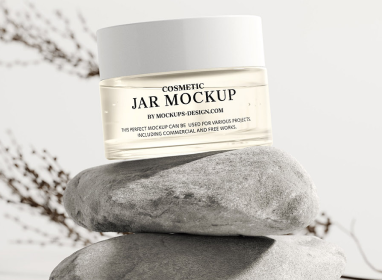 COSMETIC
JAR MOCKUP
BY MOCKUPS-DESIGN.COM
THIS PERFECT MOCKUP CAN BE USED FOR VARIOUS PROJECTS
INCLUDING COMMERCIAL AND FREE WORKS.